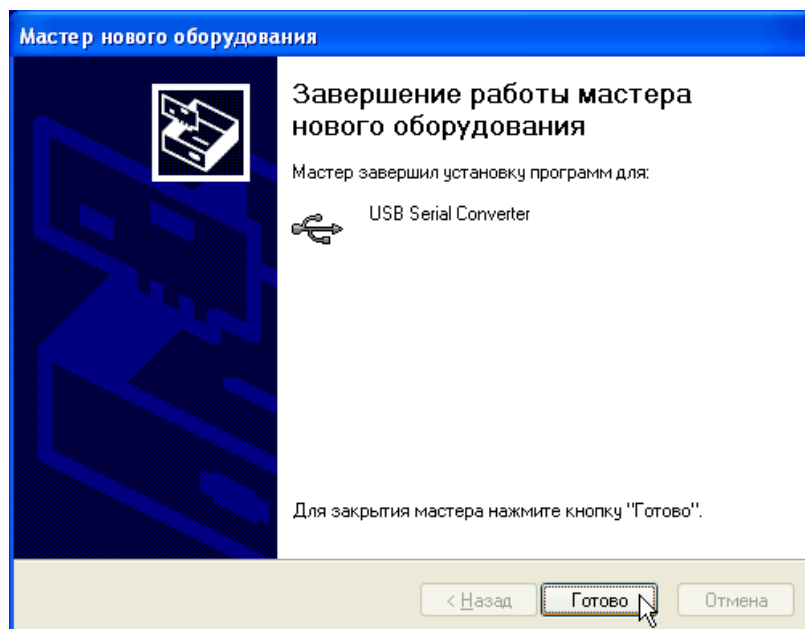 Мастер нового оборудования
Завершение работы мастера
нового оборудования
Мастер завершил установку программ для:
USB Serial Converter
Для закрытия мастера нажмите кнопку "Готово".
< Назад Готово Отмена